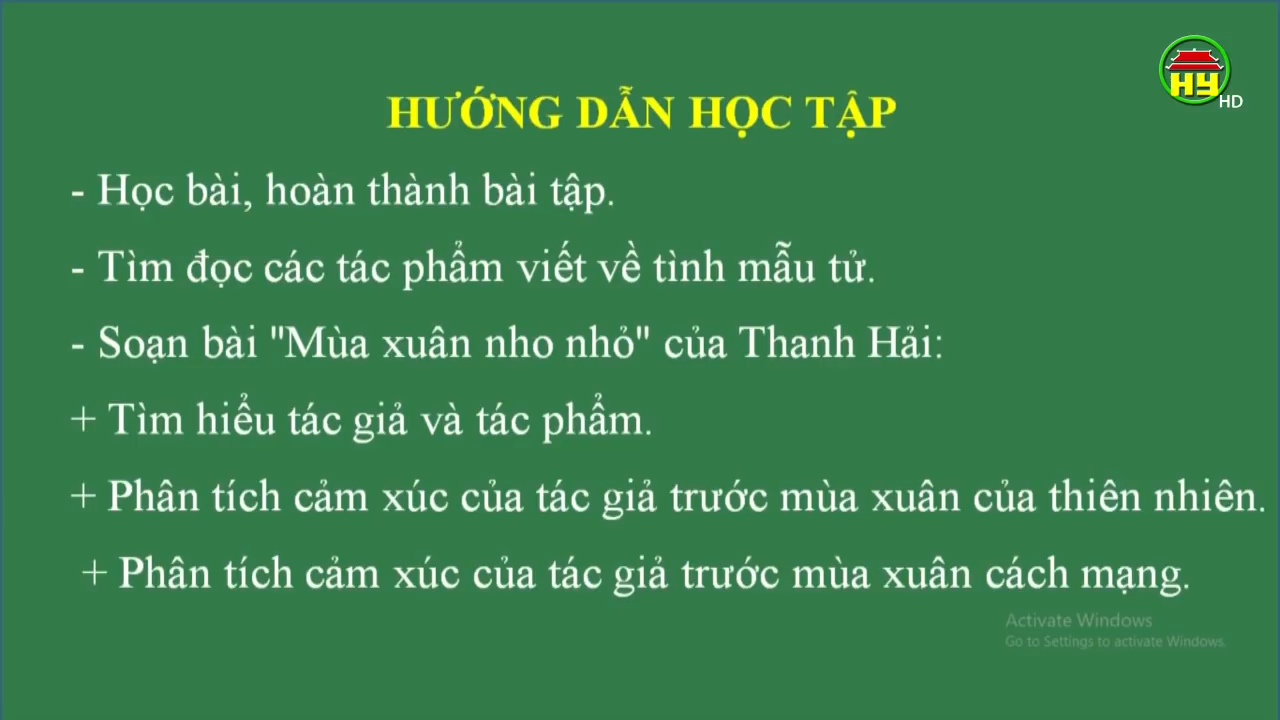 HY
HD
HƯỚNG DẪN HỌC TẬP
- Học bài, hoàn thành bài tập.
- Tìm đọc các tác phẩm viết về tình mẫu tử.
- Soạn bài "Mùa xuân nho nhỏ" của Thanh Hải:
+ Tìm hiểu tác giả và tác phẩm.
+ Phân tích cảm xúc của tác giả trước mùa xuân của thiên nhiên.
+ Phân tích cảm xúc của tác giả trước mùa xuân cách mạng.
Activate Windows
Go to Settings to activate Windows.